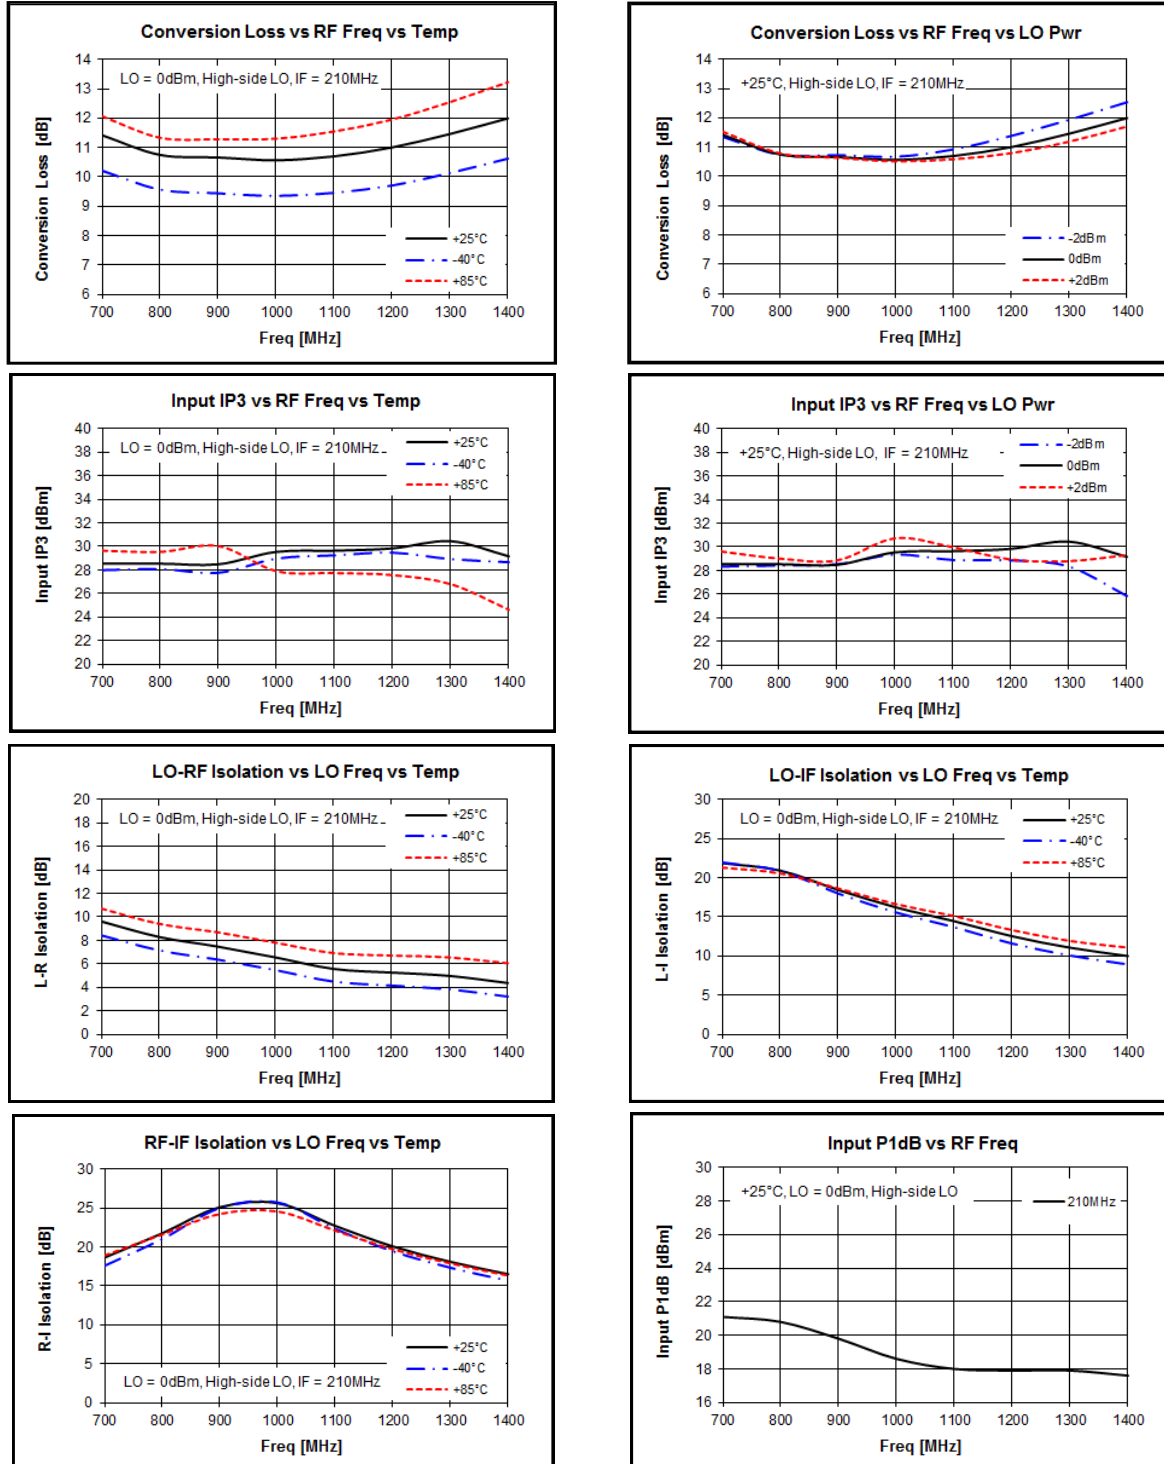 Conversion Loss vs RF Freq vs Temp
14
13
12
11
10
9
8
7
6
Conversion Loss [dB]
LO = 0dBm, High-side LO, IF = 210MHz
+25°C
-40°C
+85°C
700 800 900 1000 1100 1200 1300 1400
Freq [MHz]
Conversion Loss vs RF Freq vs LO Pwr
14
13
12
11
10
9
8
7
6
Conversion Loss [dB]
+25°C, High-side LO, IF = 210MHz
-2dBm
0dBm
+2dBm
700 800 900 1000 1100 1200 1300 1400
Freq [MHz]
Input IP3 vs RF Freq vs Temp
40
38
36
34
32
30
28
26
24
22
20
Input IP3 [dBm]
LO = 0dBm, High-side LO, IF = 210MHz
+25°C
-40°C
+85°C
700 800 900 1000 1100 1200 1300 1400
Freq [MHz]
Input IP3 vs RF Freq vs LO Pwr
40
38
36
34
32
30
28
26
24
22
20
Input IP3 [dBm]
+25°C, High-side LO, IF = 210MHz
-2dBm
0dBm
+2dBm
700 800 900 1000 1100 1200 1300 1400
Freq [MHz]
LO-RF Isolation vs LO Freq vs Temp
20
18
16
14
12
10
8
6
4
2
0
L-R Isolation [dB]
LO = 0dBm, High-side LO, IF = 210MHz
+25°C
-40°C
+85°C
700 800 900 1000 1100 1200 1300 1400
Freq [MHz]
LO-IF Isolation vs LO Freq vs Temp
30
25
20
15
10
5
0
L-I Isolation [dB]
LO = 0dBm, High-side LO, IF = 210MHz
+25°C
-40°C
+85°C
700 800 900 1000 1100 1200 1300 1400
Freq [MHz]
RF-IF Isolation vs LO Freq vs Temp
30
25
20
15
10
5
0
R-I Isolation [dB]
+25°C
-40°C
+85°C
LO = 0dBm, High-side LO, IF = 210MHz
700 800 900 1000 1100 1200 1300 1400
Freq [MHz]
Input P1dB vs RF Freq
30
28
26
24
22
20
18
16
Input P1dB [dBm]
+25°C, LO = 0dBm, High-side LO
210MHz
700 800 900 1000 1100 1200 1300 1400
Freq [MHz]